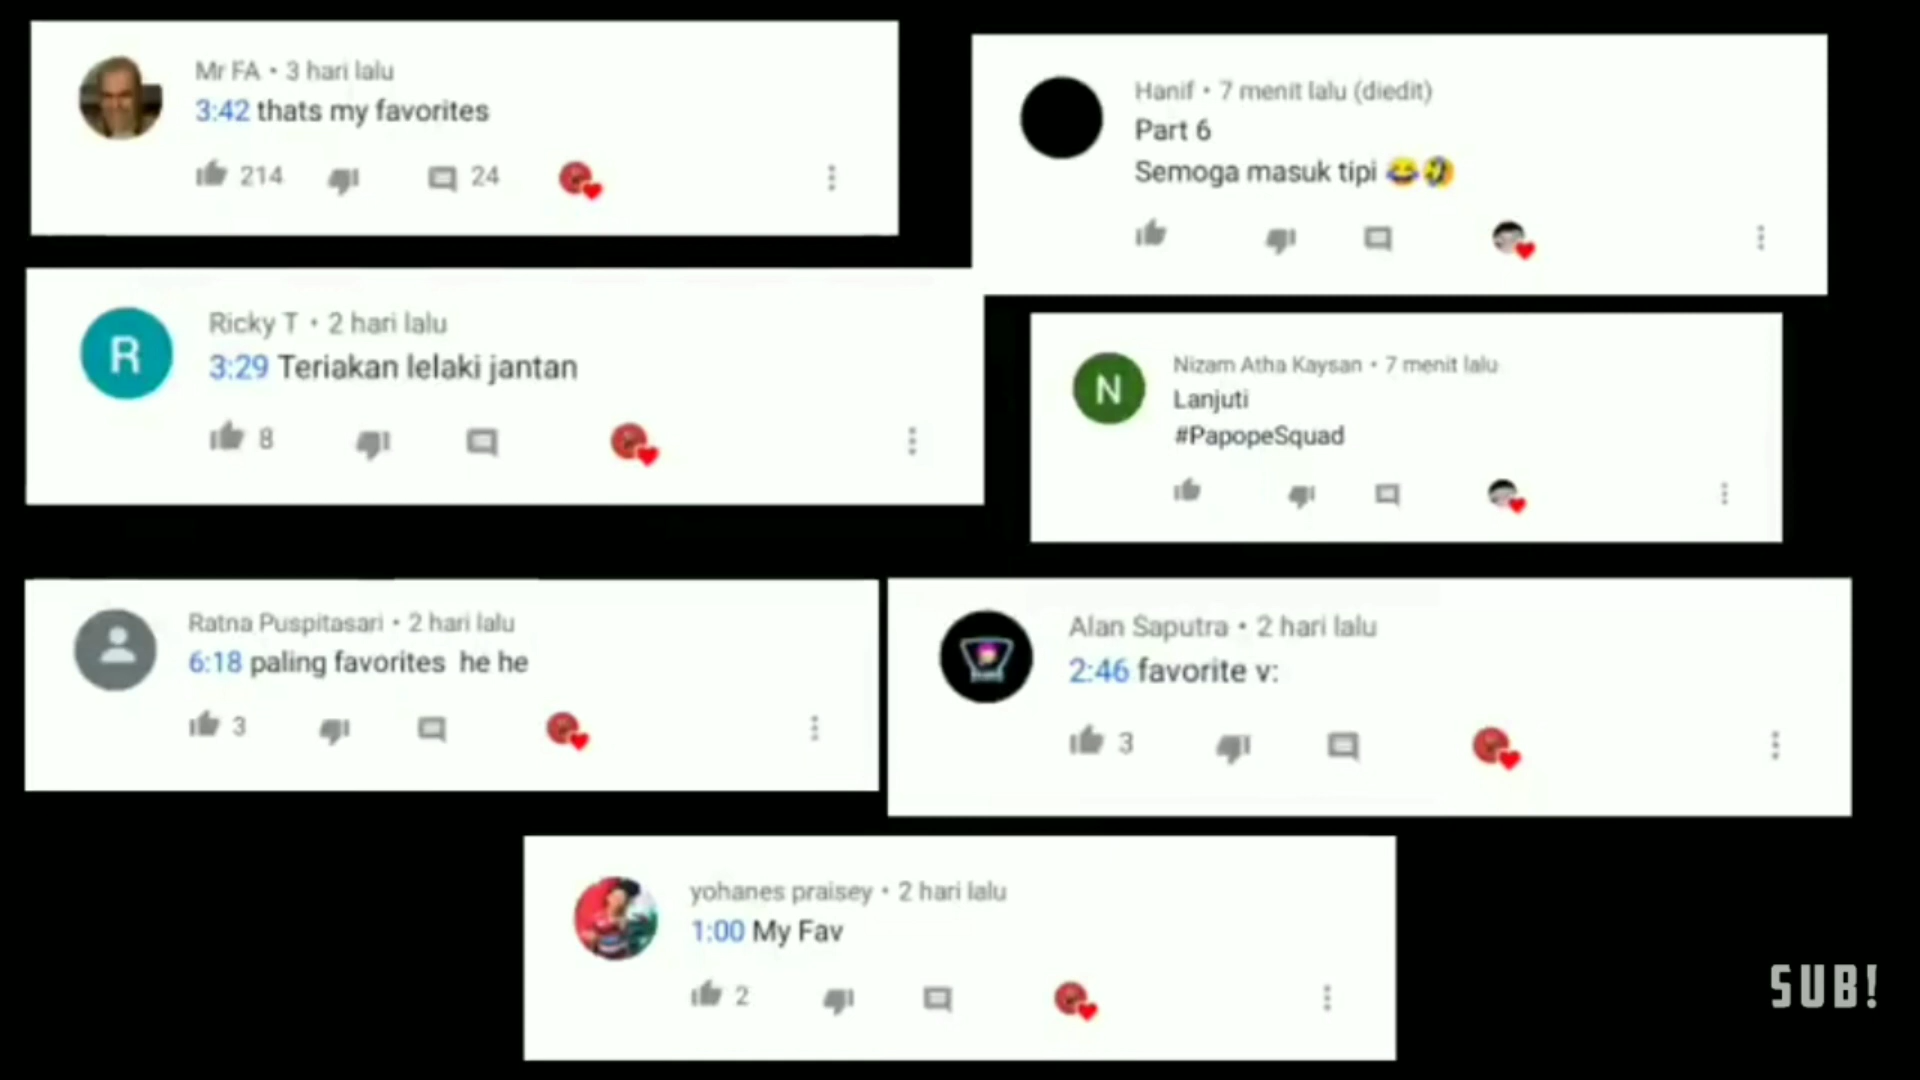 Mr FA • 3 hari lalu
3:42 thats my favorites
214 24
Hanif • 7 menit lalu (diedit)
Part 6
Semoga masuk tipi 😂🤣
R
Ricky T • 2 hari lalu
3:29 Teriakan lelaki jantan
8
N
Nizam Atha Kaysan • 7 menit lalu
Lanjuti
#PapopeSquad
Ratna Puspitasari • 2 hari lalu
6:18 paling favorites he he
3
Alan Saputra • 2 hari lalu
2:46 favorite v:
3
yohanes praisey • 2 hari lalu
1:00 My Fav
2
SUB!